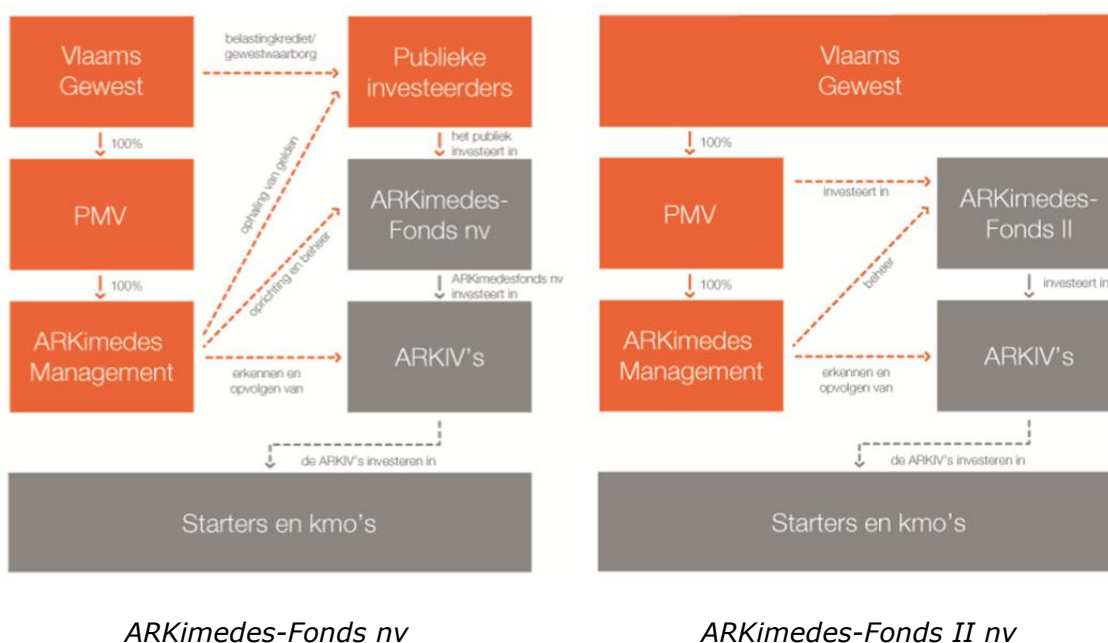 Vlaams
Gewest
belastingkrediet/
gewestwaarborg
Publieke
investeerders
100%
het publiek
investeert in
ophaling van gelden
PMV
ARKimedes-
Fonds nv
oprichting en beheer
100%
ARKimedesfonds nv
investeert in
ARKimedes
Management
erkennen en
opvolgen van
ARKIV's
de ARKIV's investeren in
Starters en kmo's
ARKimedes-Fonds nv
Vlaams
Gewest
100%
PMV
investeert in
ARKimedes-
Fonds II
beheer
100%
investeert in
ARKimedes
Management
erkennen en
opvolgen van
ARKIV's
de ARKIV's investeren in
Starters en kmo's
ARKimedes-Fonds II nv